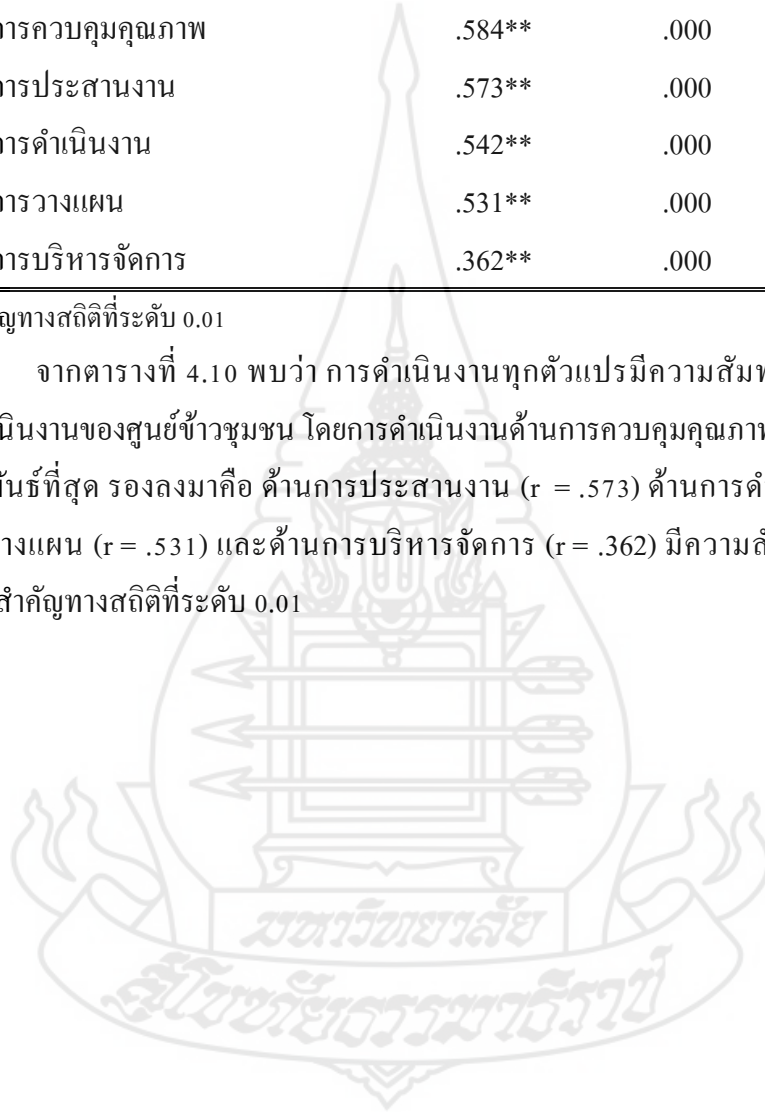 การควบคุมคุณภาพ .584** .000
การประสานงาน .573** .000
การดำเนินงาน .542** .000
การวางแผน .531** .000
การบริหารจัดการ .362** .000
ญทางสถิติที่ระดับ 0.01
จากตารางที่ 4.10 พบว่า การดำเนินงานทุกตัวแปรมีความสัมพ
นินงานของศูนย์ข้าวชุมชน โดยการดำเนินงานด้านการควบคุมคุณภาพ
พันธ์ที่สุด รองลงมาคือ ด้านการประสานงาน (r = .573) ด้านการดำ
างแผน (r = .531) และด้านการบริหารจัดการ (r = .362) มีความสั
สำคัญทางสถิติที่ระดับ 0.01
มหาวิทยาลัย
สุโขทัยธรรมาธิราช